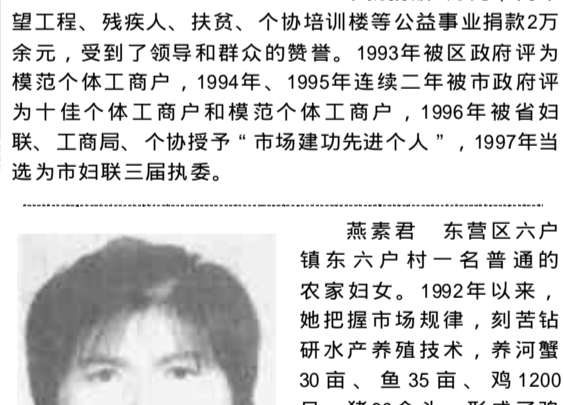 望工程、残疾人、扶贫、个协培训楼等公益事业捐款2万
余元，受到了领导和群众的赞誉。1993年被区政府评为
模范个体工商户，1994年、1995年连续二年被市政府评
为十佳个体工商户和模范个体工商户，1996年被省妇
联、工商局、个协授予“市场建功先进个人”，1997年当
选为市妇联三届执委。
燕素君 东营区六户
镇东六户村一名普通的
农家妇女。1992年以来，
她把握市场规律，刻苦钻
研水产养殖技术，养河蟹
30亩、鱼35亩、鸡1200